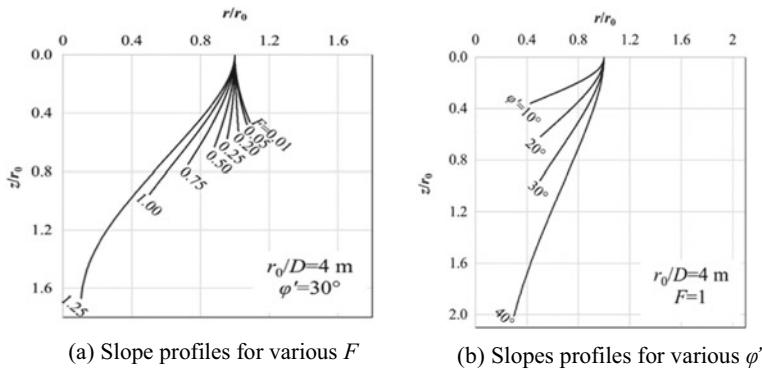 r/r₀
0 0.4 0.8 1.2 1.6
0.0
0.4
0.8
1.2
1.6
z/r₀
F=0.01
0.05
0.20
0.25
0.50
0.75
1.00
1.25
r₀/D=4 m
φ'=30°
(a) Slope profiles for various F
r/r₀
0 0.4 0.8 1.2 1.6 2
0.0
0.4
0.8
1.2
1.6
2.0
z/r₀
φ'=10°
20°
30°
40°
r₀/D=4 m
F=1
(b) Slopes profiles for various φ'